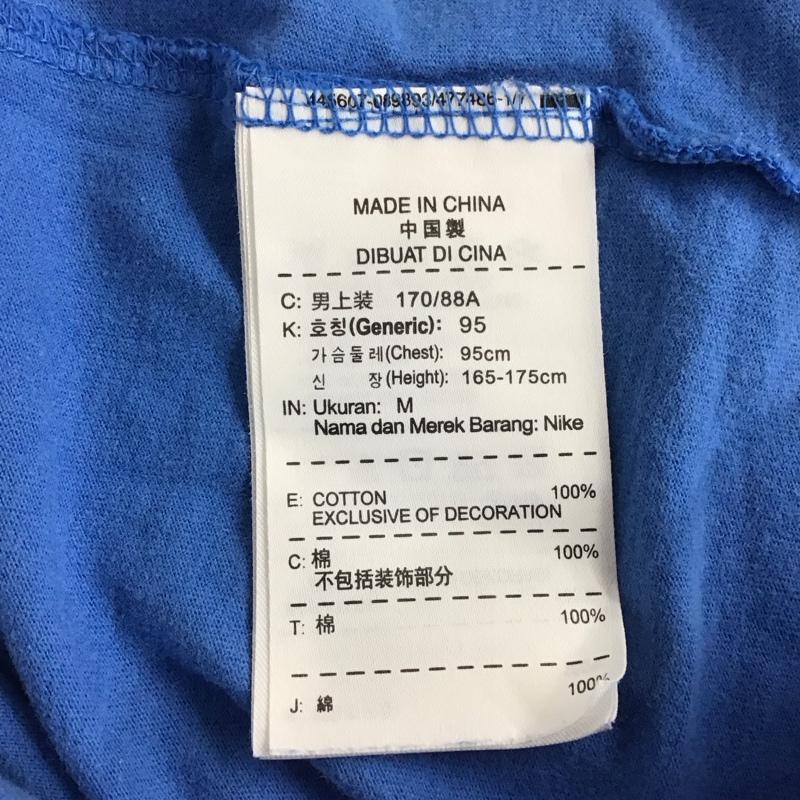 MADE IN CHINA
中国製
DIBUAT DI CINA
C: 男上装 170/88A
K: 호칭(Generic): 95
가슴둘레(Chest): 95cm
신 장(Height): 165-175cm
IN: Ukuran: M
Nama dan Merek Barang: Nike
E: COTTON 100%
EXCLUSIVE OF DECORATION
C: 棉 100%
不包括装饰部分
T: 棉 100%
J: 綿 100%